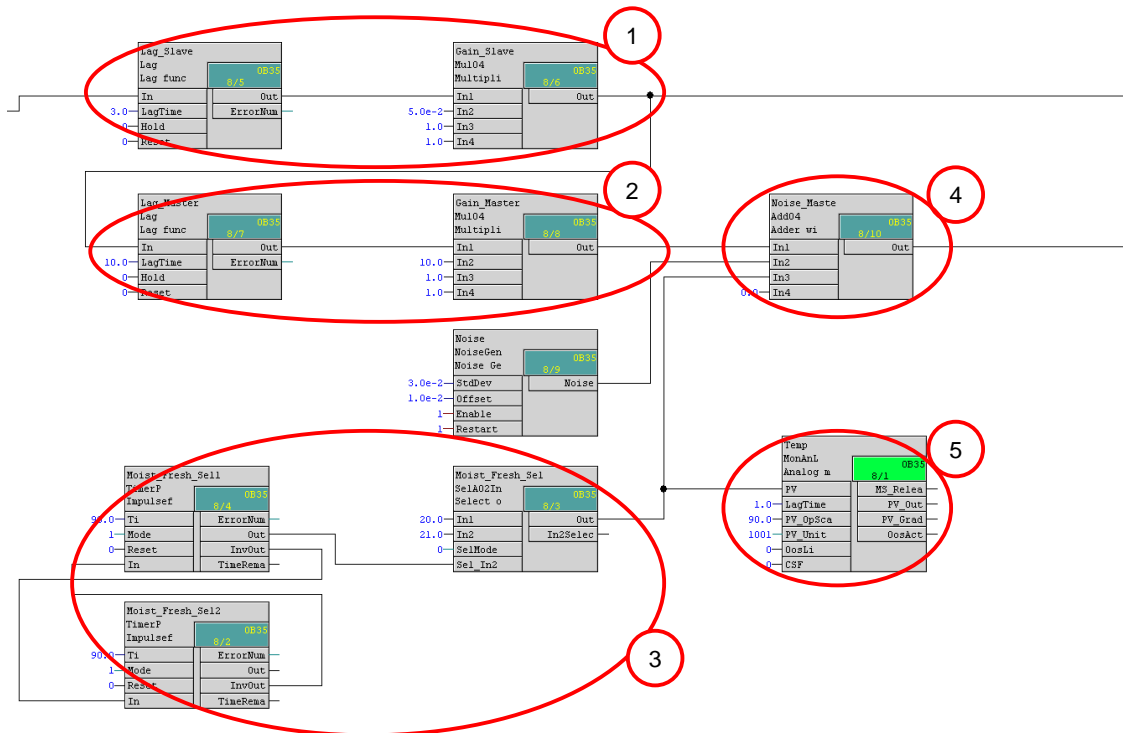 1
Lag_Slave
Lag
Lag func
OB35
8/5
In
Out
3.0
LagTime
ErrorNum
0
Hold
0
Reset
Gain_Slave
Mul04
Multipli
OB35
8/6
In1
Out
5.0e-2
In2
1.0
In3
1.0
In4
2
Lag_Master
Lag
Lag func
OB35
8/7
In
Out
10.0
LagTime
ErrorNum
0
Hold
0
Reset
Gain_Master
Mul04
Multipli
OB35
8/8
In1
Out
10.0
In2
1.0
In3
1.0
In4
4
Noise_Maste
Add04
Adder wi
OB35
8/10
In1
Out
In2
In3
0.0
In4
Noise
NoiseGen
Noise Ge
OB35
8/9
3.0e-2
StdDev
Noise
1.0e-2
Offset
1
Enable
1
Restart
Moist_Fresh_Sel1
TimerP
Impulsef
OB35
8/4
90.0
Ti
ErrorNum
1
Mode
Out
0
Reset
InvOut
In
TimeRema
Moist_Fresh_Sel
SelA02In
Select o
OB35
8/3
20.0
In1
Out
21.0
In2
In2Selec
0
SelMode
Sel_In2
5
Temp
MonAnL
Analog m
OB35
8/1
PV
MS_Relea
1.0
LagTime
PV_Out
90.0
PV_OpSca
PV_Grad
1001
PV_Unit
OosAct
0
OosLi
0
CSF
Moist_Fresh_Sel2
TimerP
Impulsef
OB35
8/2
90.0
Ti
ErrorNum
1
Mode
Out
0
Reset
InvOut
In
TimeRema
3